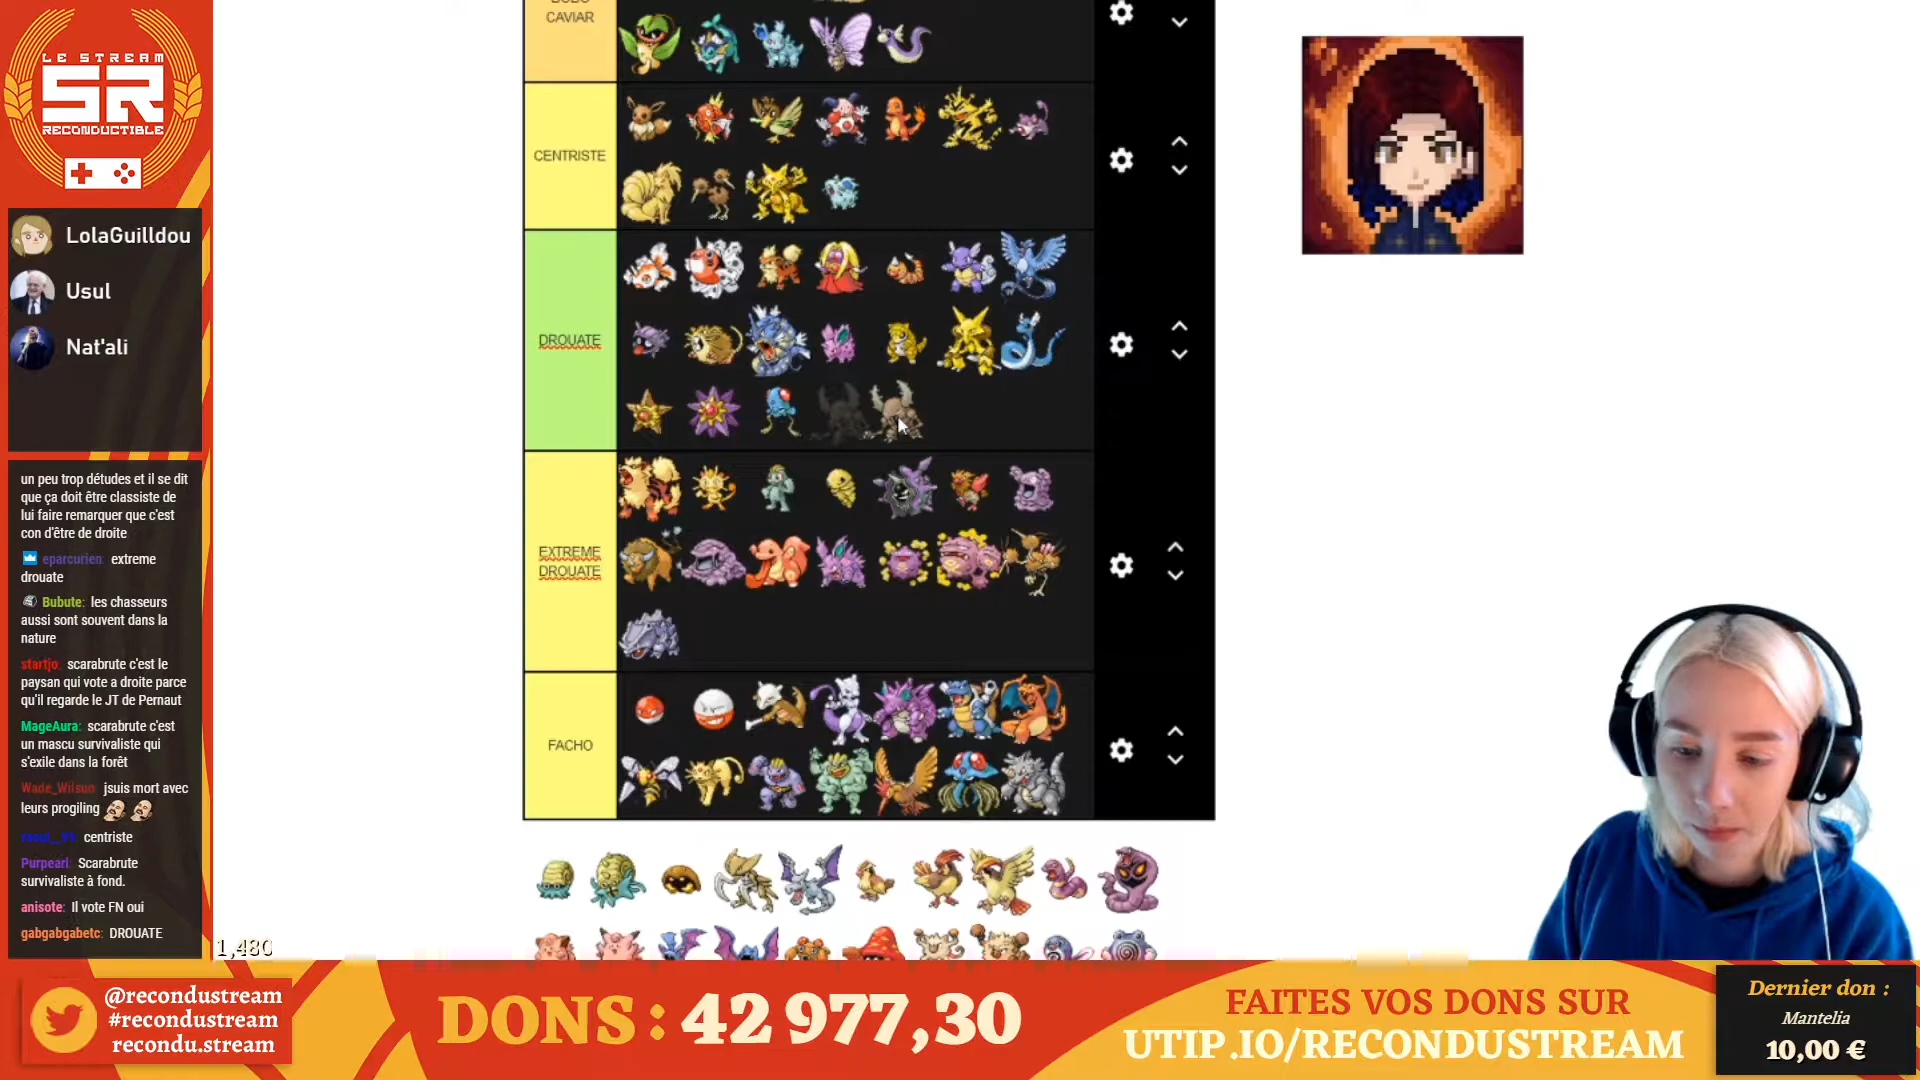 LE STREAM
SR
RECONDUCTIBLE
LolaGuilldou
Usul
Nat'ali
un peu trop détudes et il se dit
que ça doit être classiste de
lui faire remarquer que c'est
con d'être de droite
eparcurien: extreme
drouate
Bubute: les chasseurs
aussi sont souvent dans la
nature
startjo: scarabrute c'est le
paysan qui vote a droite parce
qu'il regarde le JT de Pernaut
MageAura: scarabrute c'est
un mascu survivaliste qui
s'exile dans la forêt
Wade_Wilson: jsuis mort avec
leurs progiling
centriste
Purpearl: Scarabrute
survivaliste à fond.
anisote: Il vote FN oui
gabgabgabetc: DROUATE
1,480
CAVIAR
CENTRISTE
DROUATE
EXTREME
DROUATE
FACHO
@recondustream
#recondustream
recondu.stream
DONS : 42 977,30
FAITES VOS DONS SUR
UTIP.IO/RECONDUSTREAM
Dernier don :
Mantelia
10,00 €